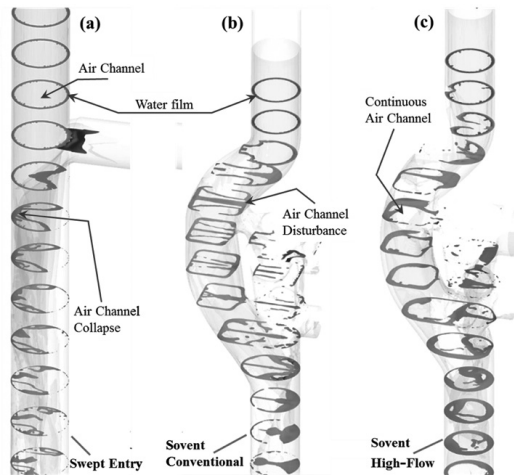 (a)
(b)
(c)
Air Channel
Water film
Continuous
Air Channel
Air Channel
Disturbance
Air Channel
Collapse
Swept Entry
Sovent
Conventional
Sovent
High-Flow